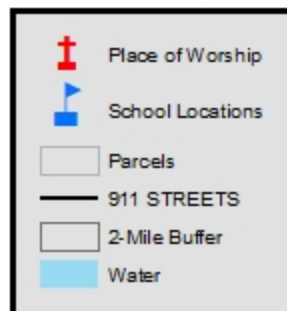 Place of Worship
School Locations
Parcels
911 STREETS
2-Mile Buffer
Water